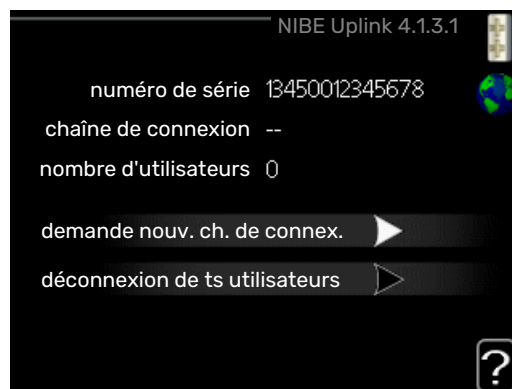 NIBE Uplink 4.1.3.1
numéro de série 13450012345678
chaîne de connexion --
nombre d'utilisateurs 0
demande nouv. ch. de connex.
déconnexion de ts utilisateurs
?